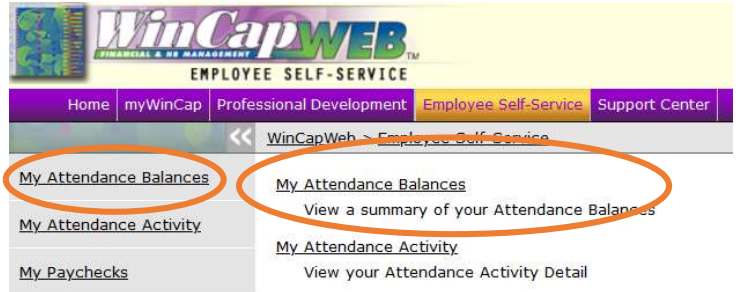 WinCapWEB TM
FINANCIAL & HR MANAGEMENT
EMPLOYEE SELF-SERVICE
Home myWinCap Professional Development Employee Self-Service Support Center
<< WinCapWeb > Employee Self-Service
My Attendance Balances
My Attendance Activity
My Paychecks
My Attendance Balances
View a summary of your Attendance Balances
My Attendance Activity
View your Attendance Activity Detail